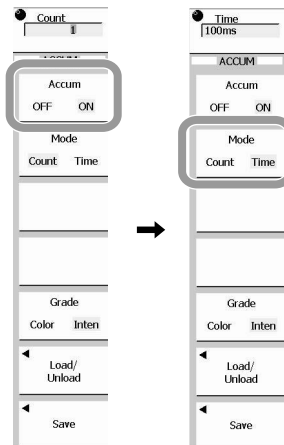 Count
1
ACCUM
Accum
OFF ON
Mode
Count Time
Grade
Color Inten
Load/
Unload
Save
Time
100ms
ACCUM
Accum
OFF ON
Mode
Count Time
Grade
Color Inten
Load/
Unload
Save